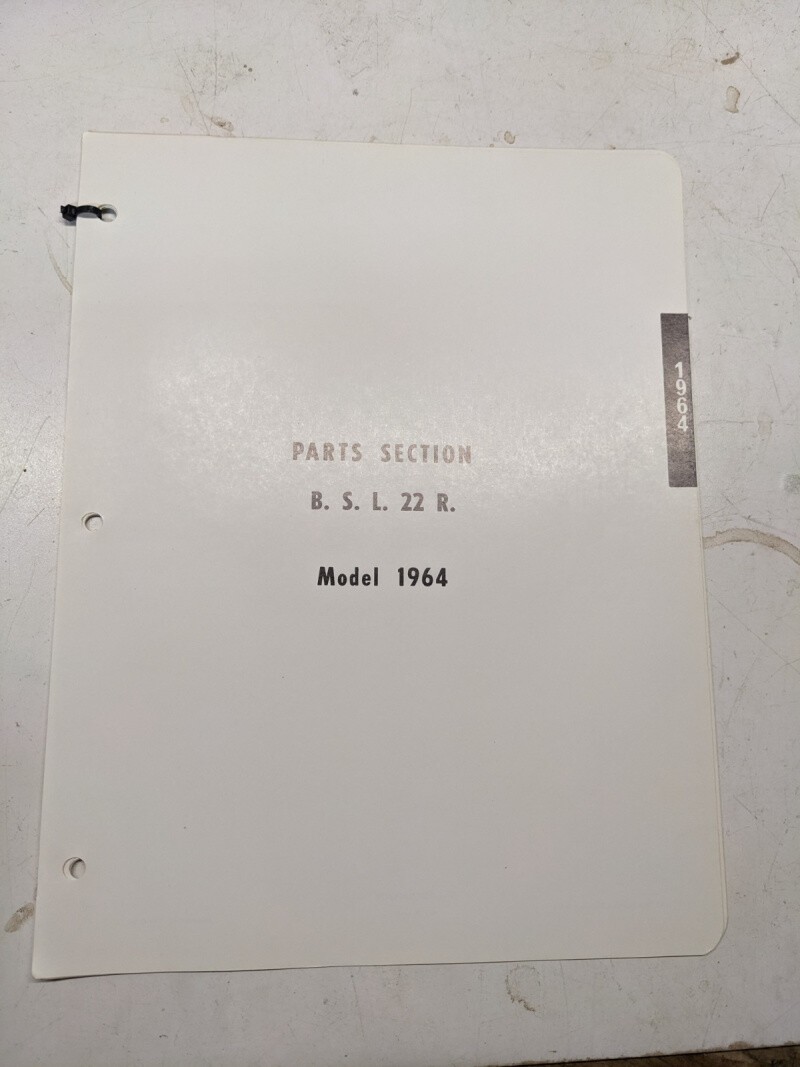 PARTS SECTION
B. S. L. 22 R.
Model 1964
1964